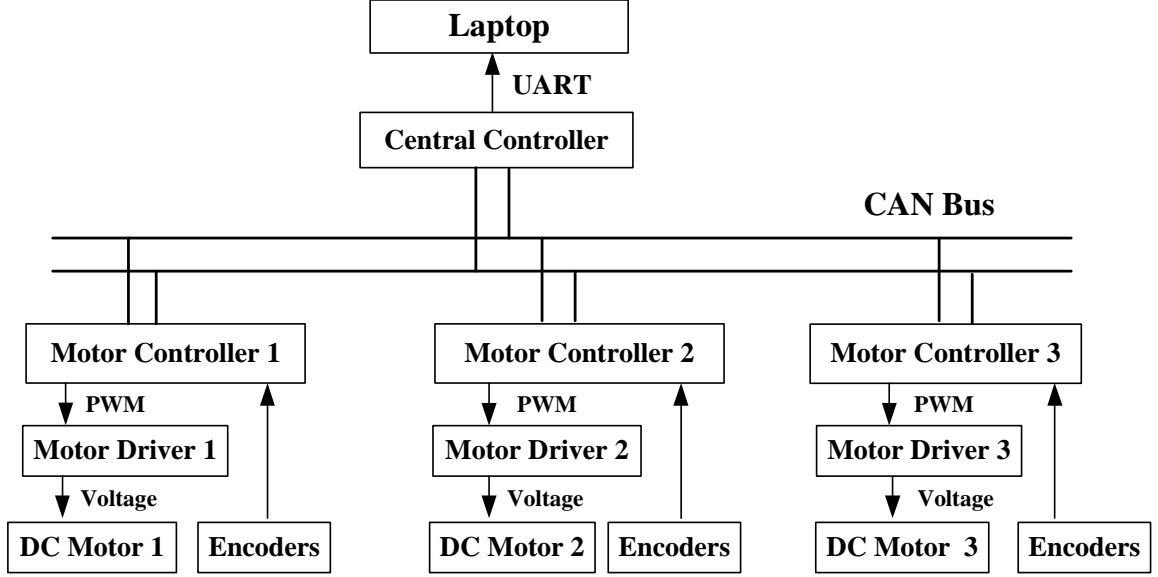 Laptop
UART
Central Controller
CAN Bus
Motor Controller 1
Motor Controller 2
Motor Controller 3
PWM
PWM
PWM
Motor Driver 1
Motor Driver 2
Motor Driver 3
Voltage
Voltage
Voltage
DC Motor 1
Encoders
DC Motor 2
Encoders
DC Motor 3
Encoders